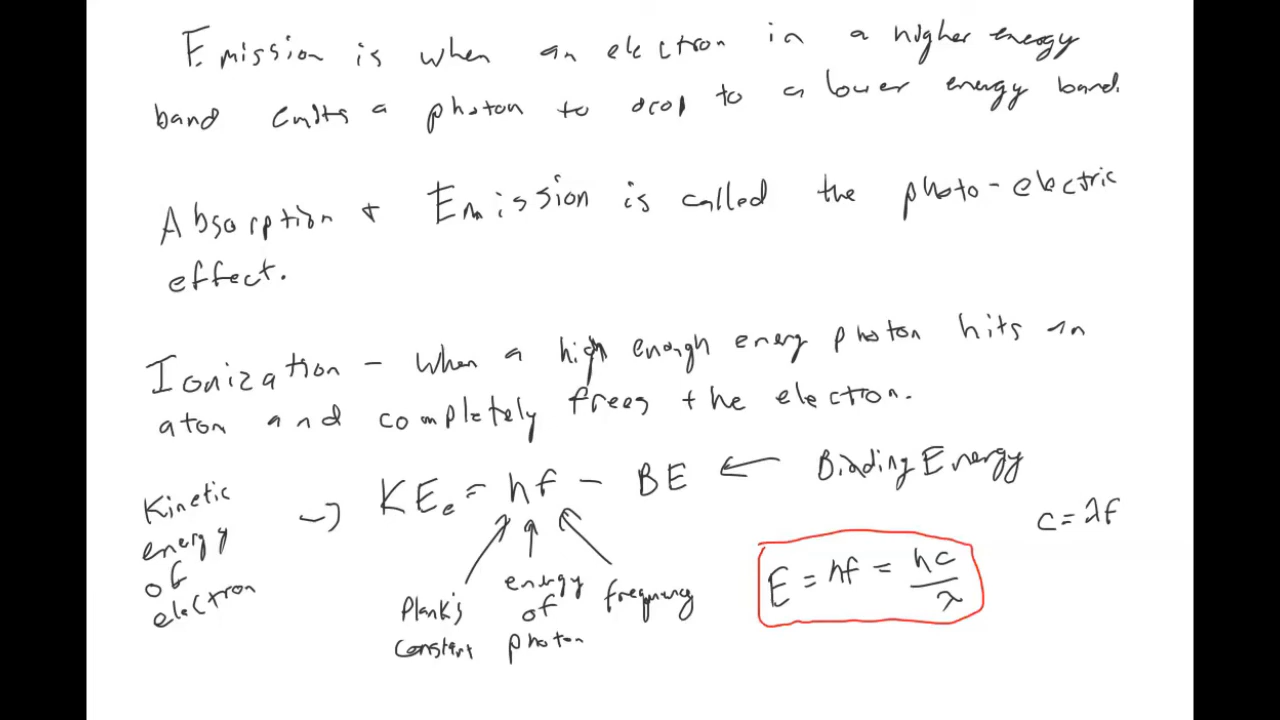 Emission is when an electron in a higher energy
band emits a photon to drop to a lower energy band.
Absorption + Emission is called the photo-electric
effect.
Ionization - when a high enough energy photon hits an
atom and completely frees the electron.
Kinetic
energy
of
electron
→ KEe = hf - BE ← Binding Energy
Plank's
constant
energy
of
photon
frequency
c = λf
E = hf = hc/λ